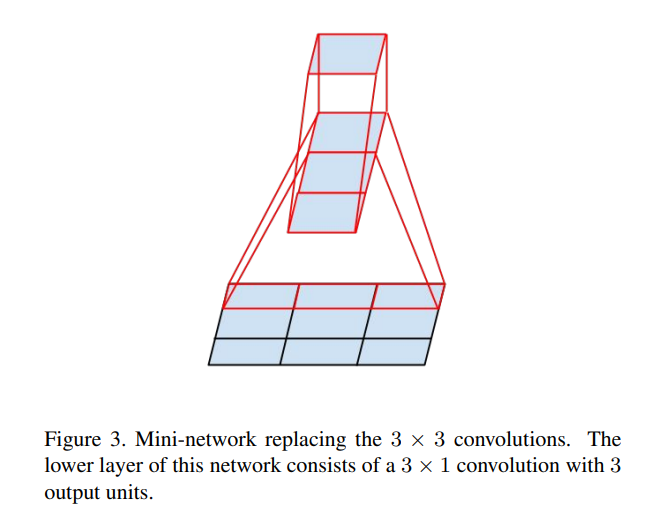 Figure 3. Mini-network replacing the 3 × 3 convolutions. The
lower layer of this network consists of a 3 × 1 convolution with 3
output units.